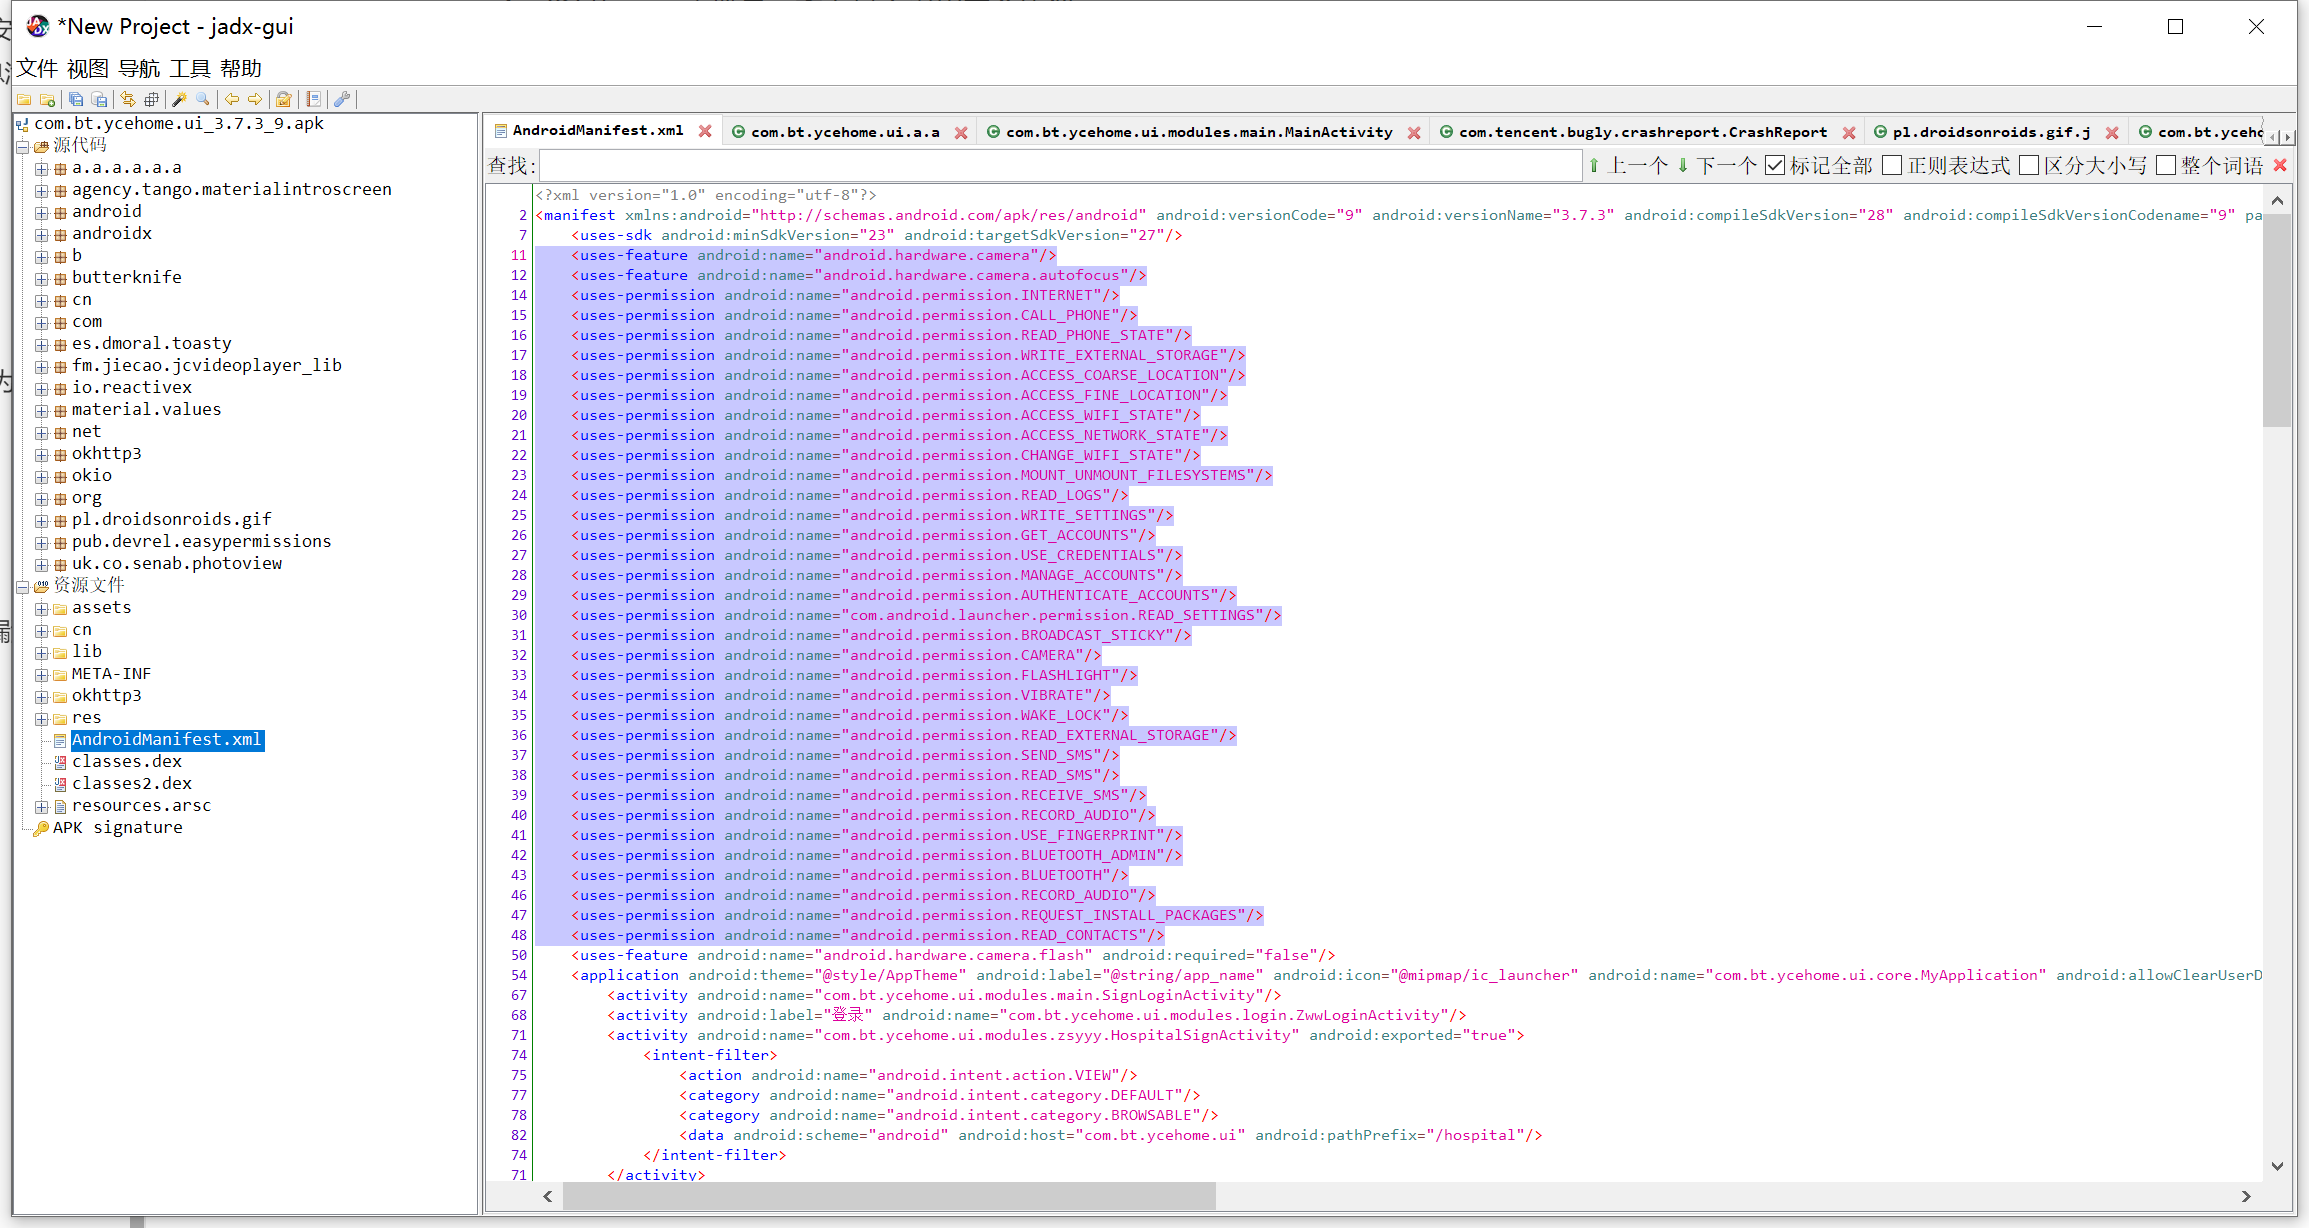 *New Project - jadx-gui
文件 视图 导航 工具 帮助
com.bt.ycehome.ui_3.7.3_9.apk
源代码
a.a.a.a.a.a
agency.tango.materialintroscreen
android
androidx
b
butterknife
cn
com
es.dmoral.toasty
fm.jiecao.jcvideoplayer_lib
io.reactivex
material.values
net
okhttp3
okio
org
pl.droidsonroids.gif
pub.devrel.easypermissions
uk.co.senab.photoview
资源文件
assets
cn
lib
META-INF
okhttp3
res
AndroidManifest.xml
classes.dex
classes2.dex
resources.arsc
APK signature
AndroidManifest.xml com.bt.ycehome.ui.a.a com.bt.ycehome.ui.modules.main.MainActivity com.tencent.bugly.crashreport.CrashReport pl.droidsonroids.gif.j com.bt.yceh
查找: 上一个 下一个 标记全部 正则表达式 区分大小写 整个词语
<?xml version="1.0" encoding="utf-8"?>
2 <manifest xmlns:android="http://schemas.android.com/apk/res/android" android:versionCode="9" android:versionName="3.7.3" android:compileSdkVersion="28" android:compileSdkVersionCodename="9" pa
7 <uses-sdk android:minSdkVersion="23" android:targetSdkVersion="27"/>
11 <uses-feature android:name="android.hardware.camera"/>
12 <uses-feature android:name="android.hardware.camera.autofocus"/>
14 <uses-permission android:name="android.permission.INTERNET"/>
15 <uses-permission android:name="android.permission.CALL_PHONE"/>
16 <uses-permission android:name="android.permission.READ_PHONE_STATE"/>
17 <uses-permission android:name="android.permission.WRITE_EXTERNAL_STORAGE"/>
18 <uses-permission android:name="android.permission.ACCESS_COARSE_LOCATION"/>
19 <uses-permission android:name="android.permission.ACCESS_FINE_LOCATION"/>
20 <uses-permission android:name="android.permission.ACCESS_WIFI_STATE"/>
21 <uses-permission android:name="android.permission.ACCESS_NETWORK_STATE"/>
22 <uses-permission android:name="android.permission.CHANGE_WIFI_STATE"/>
23 <uses-permission android:name="android.permission.MOUNT_UNMOUNT_FILESYSTEMS"/>
24 <uses-permission android:name="android.permission.READ_LOGS"/>
25 <uses-permission android:name="android.permission.WRITE_SETTINGS"/>
26 <uses-permission android:name="android.permission.GET_ACCOUNTS"/>
27 <uses-permission android:name="android.permission.USE_CREDENTIALS"/>
28 <uses-permission android:name="android.permission.MANAGE_ACCOUNTS"/>
29 <uses-permission android:name="android.permission.AUTHENTICATE_ACCOUNTS"/>
30 <uses-permission android:name="com.android.launcher.permission.READ_SETTINGS"/>
31 <uses-permission android:name="android.permission.BROADCAST_STICKY"/>
32 <uses-permission android:name="android.permission.CAMERA"/>
33 <uses-permission android:name="android.permission.FLASHLIGHT"/>
34 <uses-permission android:name="android.permission.VIBRATE"/>
35 <uses-permission android:name="android.permission.WAKE_LOCK"/>
36 <uses-permission android:name="android.permission.READ_EXTERNAL_STORAGE"/>
37 <uses-permission android:name="android.permission.SEND_SMS"/>
38 <uses-permission android:name="android.permission.READ_SMS"/>
39 <uses-permission android:name="android.permission.RECEIVE_SMS"/>
40 <uses-permission android:name="android.permission.RECORD_AUDIO"/>
41 <uses-permission android:name="android.permission.USE_FINGERPRINT"/>
42 <uses-permission android:name="android.permission.BLUETOOTH_ADMIN"/>
43 <uses-permission android:name="android.permission.BLUETOOTH"/>
46 <uses-permission android:name="android.permission.RECORD_AUDIO"/>
47 <uses-permission android:name="android.permission.REQUEST_INSTALL_PACKAGES"/>
48 <uses-permission android:name="android.permission.READ_CONTACTS"/>
50 <uses-feature android:name="android.hardware.camera.flash" android:required="false"/>
54 <application android:theme="@style/AppTheme" android:label="@string/app_name" android:icon="@mipmap/ic_launcher" android:name="com.bt.ycehome.ui.core.MyApplication" android:allowClearUserD
67 <activity android:name="com.bt.ycehome.ui.modules.main.SignLoginActivity"/>
68 <activity android:label="登录" android:name="com.bt.ycehome.ui.modules.login.ZwwLoginActivity"/>
71 <activity android:name="com.bt.ycehome.ui.modules.zsyyy.HospitalSignActivity" android:exported="true">
74 <intent-filter>
75 <action android:name="android.intent.action.VIEW"/>
77 <category android:name="android.intent.category.DEFAULT"/>
78 <category android:name="android.intent.category.BROWSABLE"/>
82 <data android:scheme="android" android:host="com.bt.ycehome.ui" android:pathPrefix="/hospital"/>
74 </intent-filter>
71 </activity>